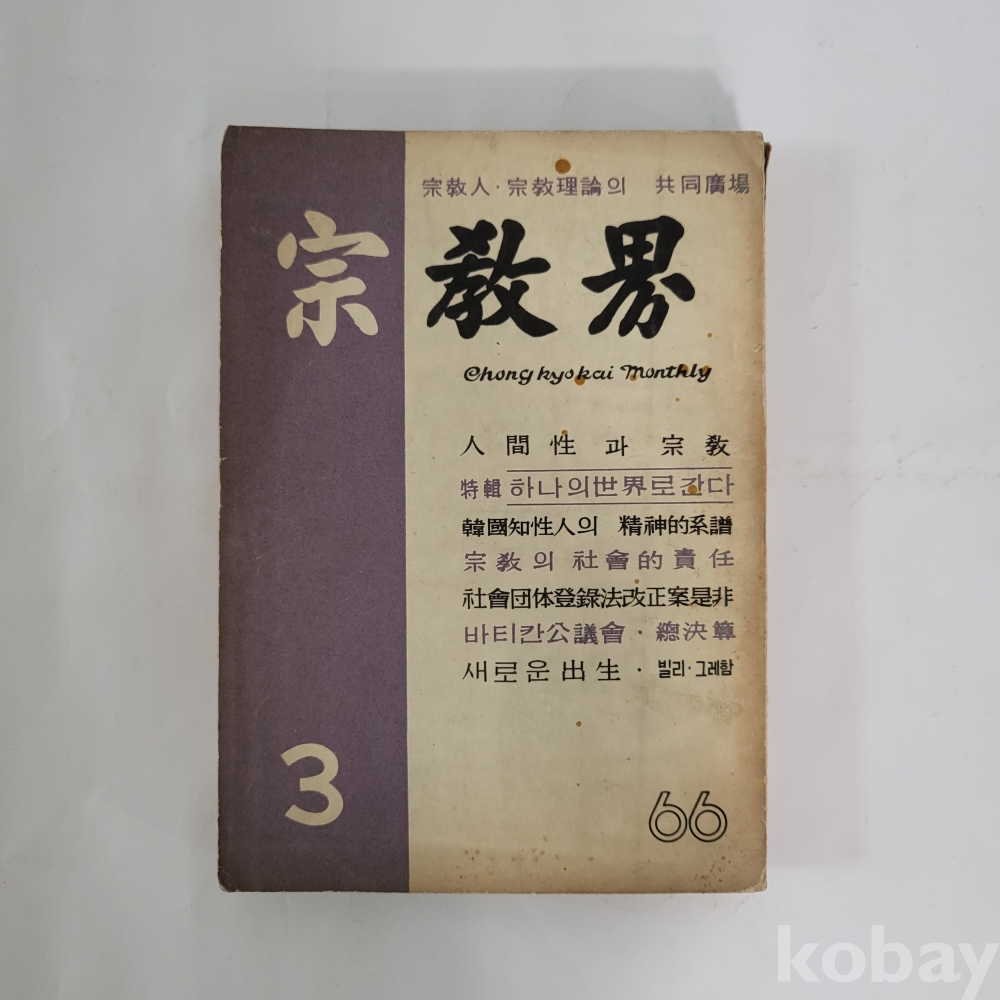 宗敎人·宗敎理論의 共同廣場
宗敎界
Chongkyokai Monthly
人間性과 宗敎
特輯 하나의世界로간다
韓國知性人의 精神的系譜
宗敎의 社會的責任
社會団体登錄法改正案是非
바티칸公議會·總決算
새로운出生·빌리·그레함
3
66
kobay